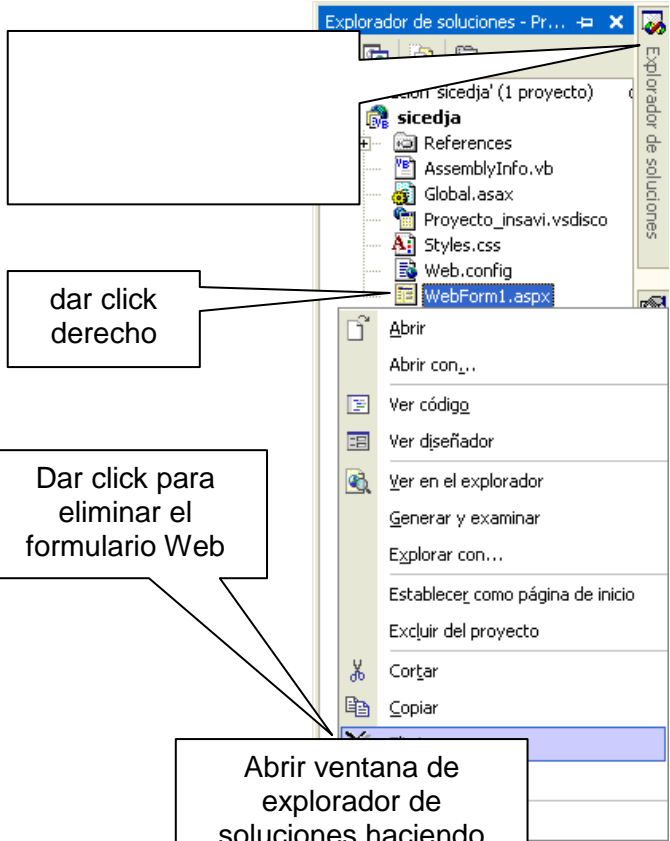 Explorador de soluciones - Pr...
Explorador de soluciones
'sicedja' (1 proyecto)
sicedja
References
AssemblyInfo.vb
Global.asax
Proyecto_insavi.vsdisco
Styles.css
Web.config
WebForm1.aspx
dar click
derecho
Abrir
Abrir con...
Ver código
Ver diseñador
Ver en el explorador
Generar y examinar
Explorar con...
Establecer como página de inicio
Excluir del proyecto
Cortar
Copiar
Dar click para
eliminar el
formulario Web
Abrir ventana de
explorador de
soluciones haciendo